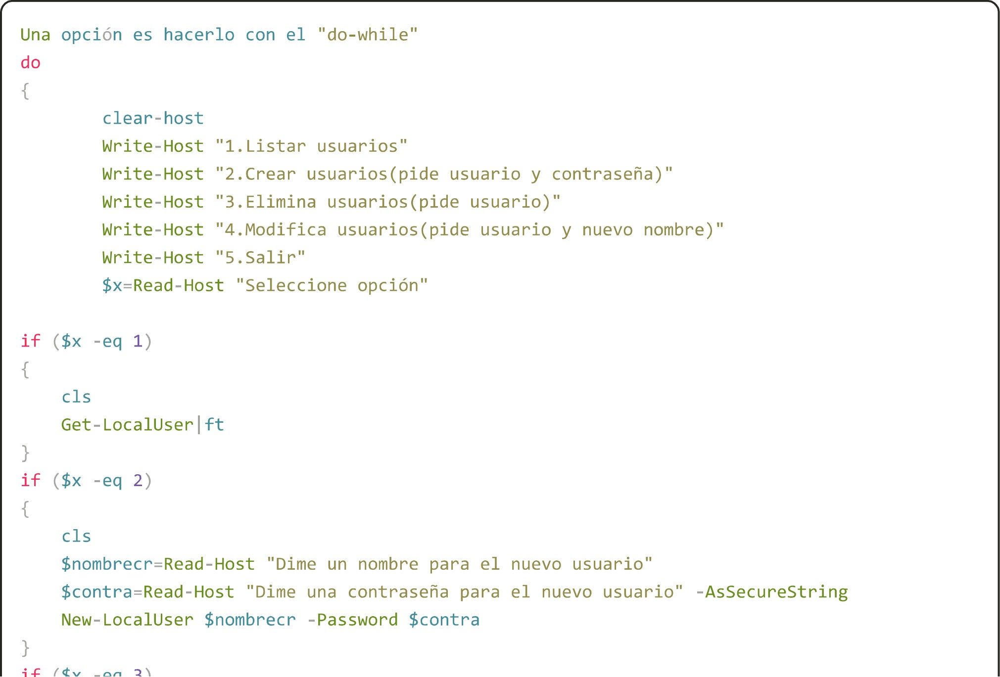 Una opción es hacerlo con el "do-while"
do
{
        clear-host
        Write-Host "1.Listar usuarios"
        Write-Host "2.Crear usuarios(pide usuario y contraseña)"
        Write-Host "3.Elimina usuarios(pide usuario)"
        Write-Host "4.Modifica usuarios(pide usuario y nuevo nombre)"
        Write-Host "5.Salir"
        $x=Read-Host "Seleccione opción"

if ($x -eq 1)
{
    cls
    Get-LocalUser|ft
}
if ($x -eq 2)
{
    cls
    $nombrecr=Read-Host "Dime un nombre para el nuevo usuario"
    $contra=Read-Host "Dime una contraseña para el nuevo usuario" -AsSecureString
    New-LocalUser $nombrecr -Password $contra
}
if ($x -eq 3)